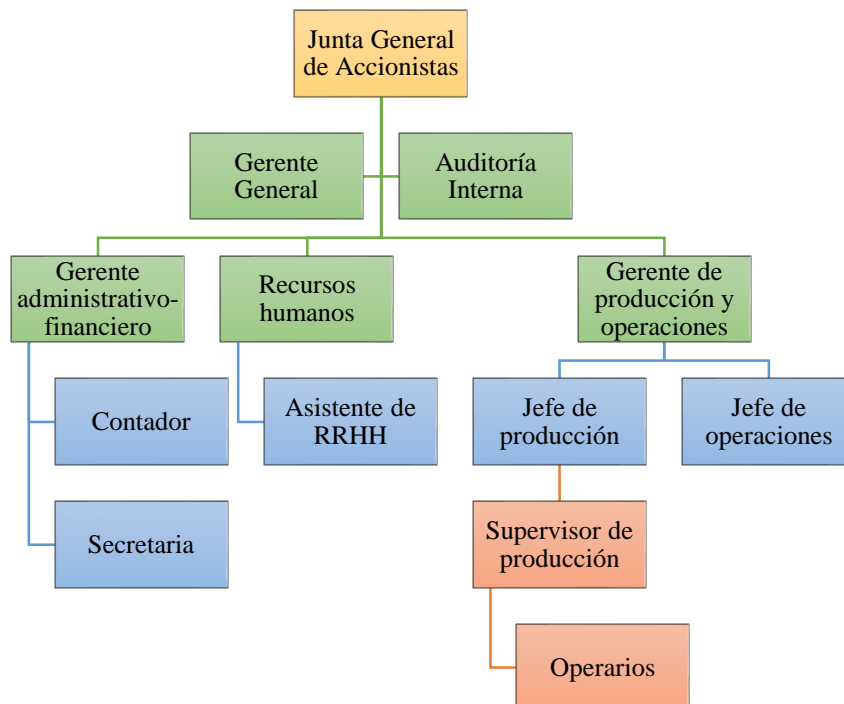 Junta General
de Accionistas
Gerente
General
Auditoría
Interna
Gerente
administrativo-
financiero
Recursos
humanos
Gerente de
producción y
operaciones
Contador
Asistente de
RRHH
Jefe de
producción
Jefe de
operaciones
Secretaria
Supervisor de
producción
Operarios